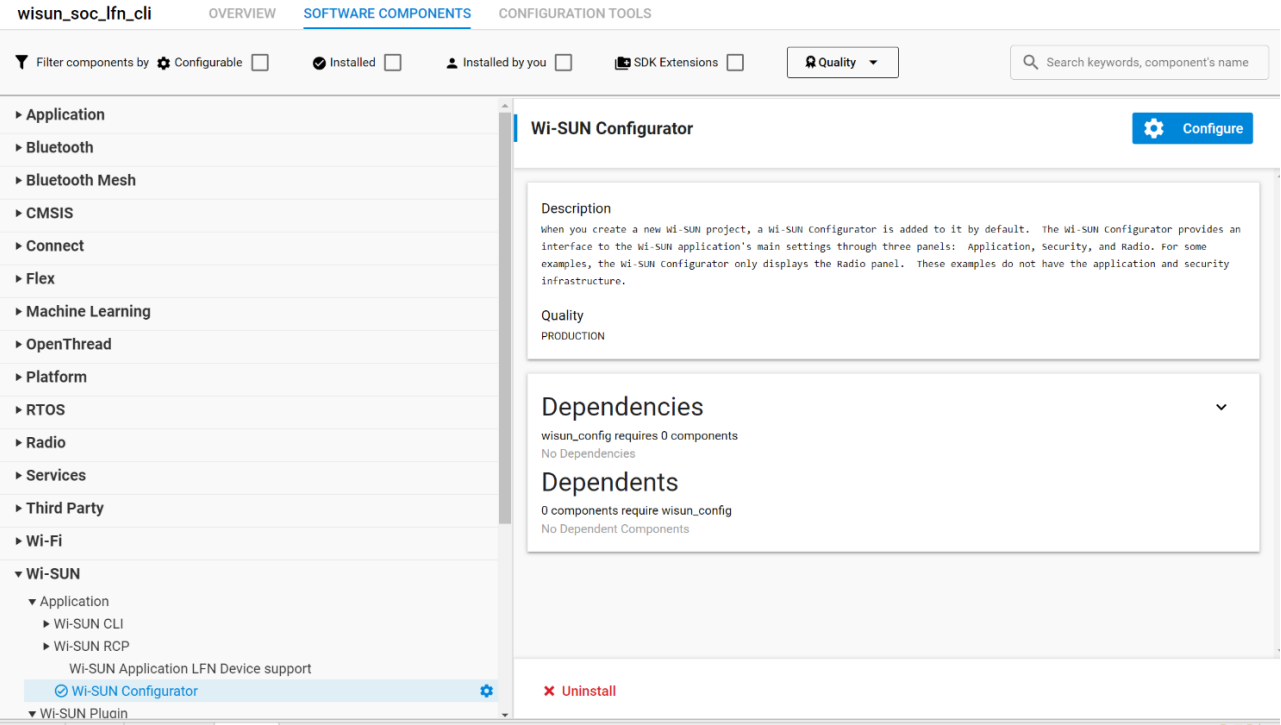 wisun_soc_lfn_cli OVERVIEW SOFTWARE COMPONENTS CONFIGURATION TOOLS
Filter components by Configurable Installed Installed by you SDK Extensions Quality Search keywords, component's name
Application
Bluetooth
Bluetooth Mesh
CMSIS
Connect
Flex
Machine Learning
OpenThread
Platform
RTOS
Radio
Services
Third Party
Wi-Fi
Wi-SUN
Application
Wi-SUN CLI
Wi-SUN RCP
Wi-SUN Application LFN Device support
Wi-SUN Configurator
Wi-SUN Plugin
Wi-SUN Configurator
Configure
Description
When you create a new Wi-SUN project, a Wi-SUN Configurator is added to it by default. The Wi-SUN Configurator provides an
interface to the Wi-SUN application's main settings through three panels: Application, Security, and Radio. For some
examples, the Wi-SUN Configurator only displays the Radio panel. These examples do not have the application and security
infrastructure.
Quality
PRODUCTION
Dependencies
wisun_config requires 0 components
No Dependencies
Dependents
0 components require wisun_config
No Dependent Components
Uninstall